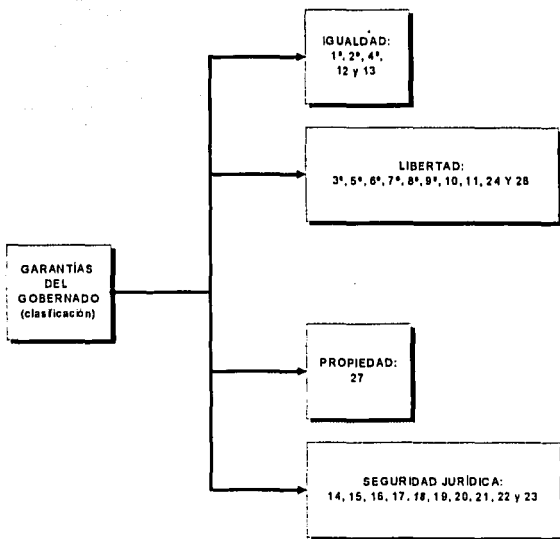 IGUALDAD:
1º, 2º, 4º,
12 y 13
LIBERTAD:
3º, 5º, 6º, 7º, 8º, 9º, 10, 11, 24 Y 28
GARANTÍAS
DEL
GOBERNADO
(clasificación)
PROPIEDAD:
27
SEGURIDAD JURÍDICA:
14, 15, 16, 17, 18, 19, 20, 21, 22 y 23